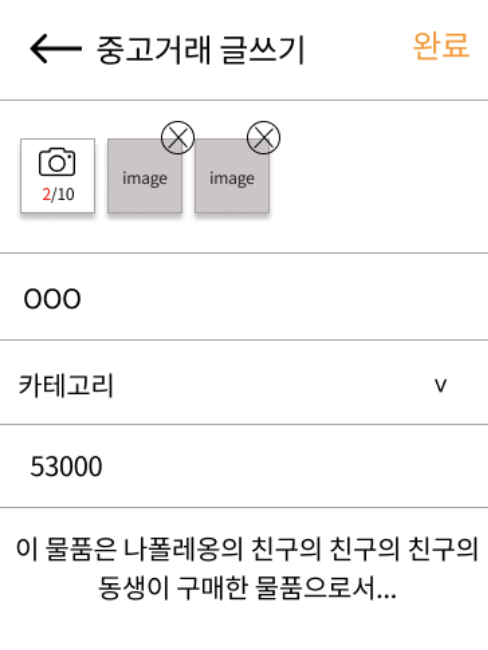 중고거래 글쓰기 완료
image image
2/10
OOO
카테고리 v
53000
이 물품은 나폴레옹의 친구의 친구의 친구의
동생이 구매한 물품으로서...